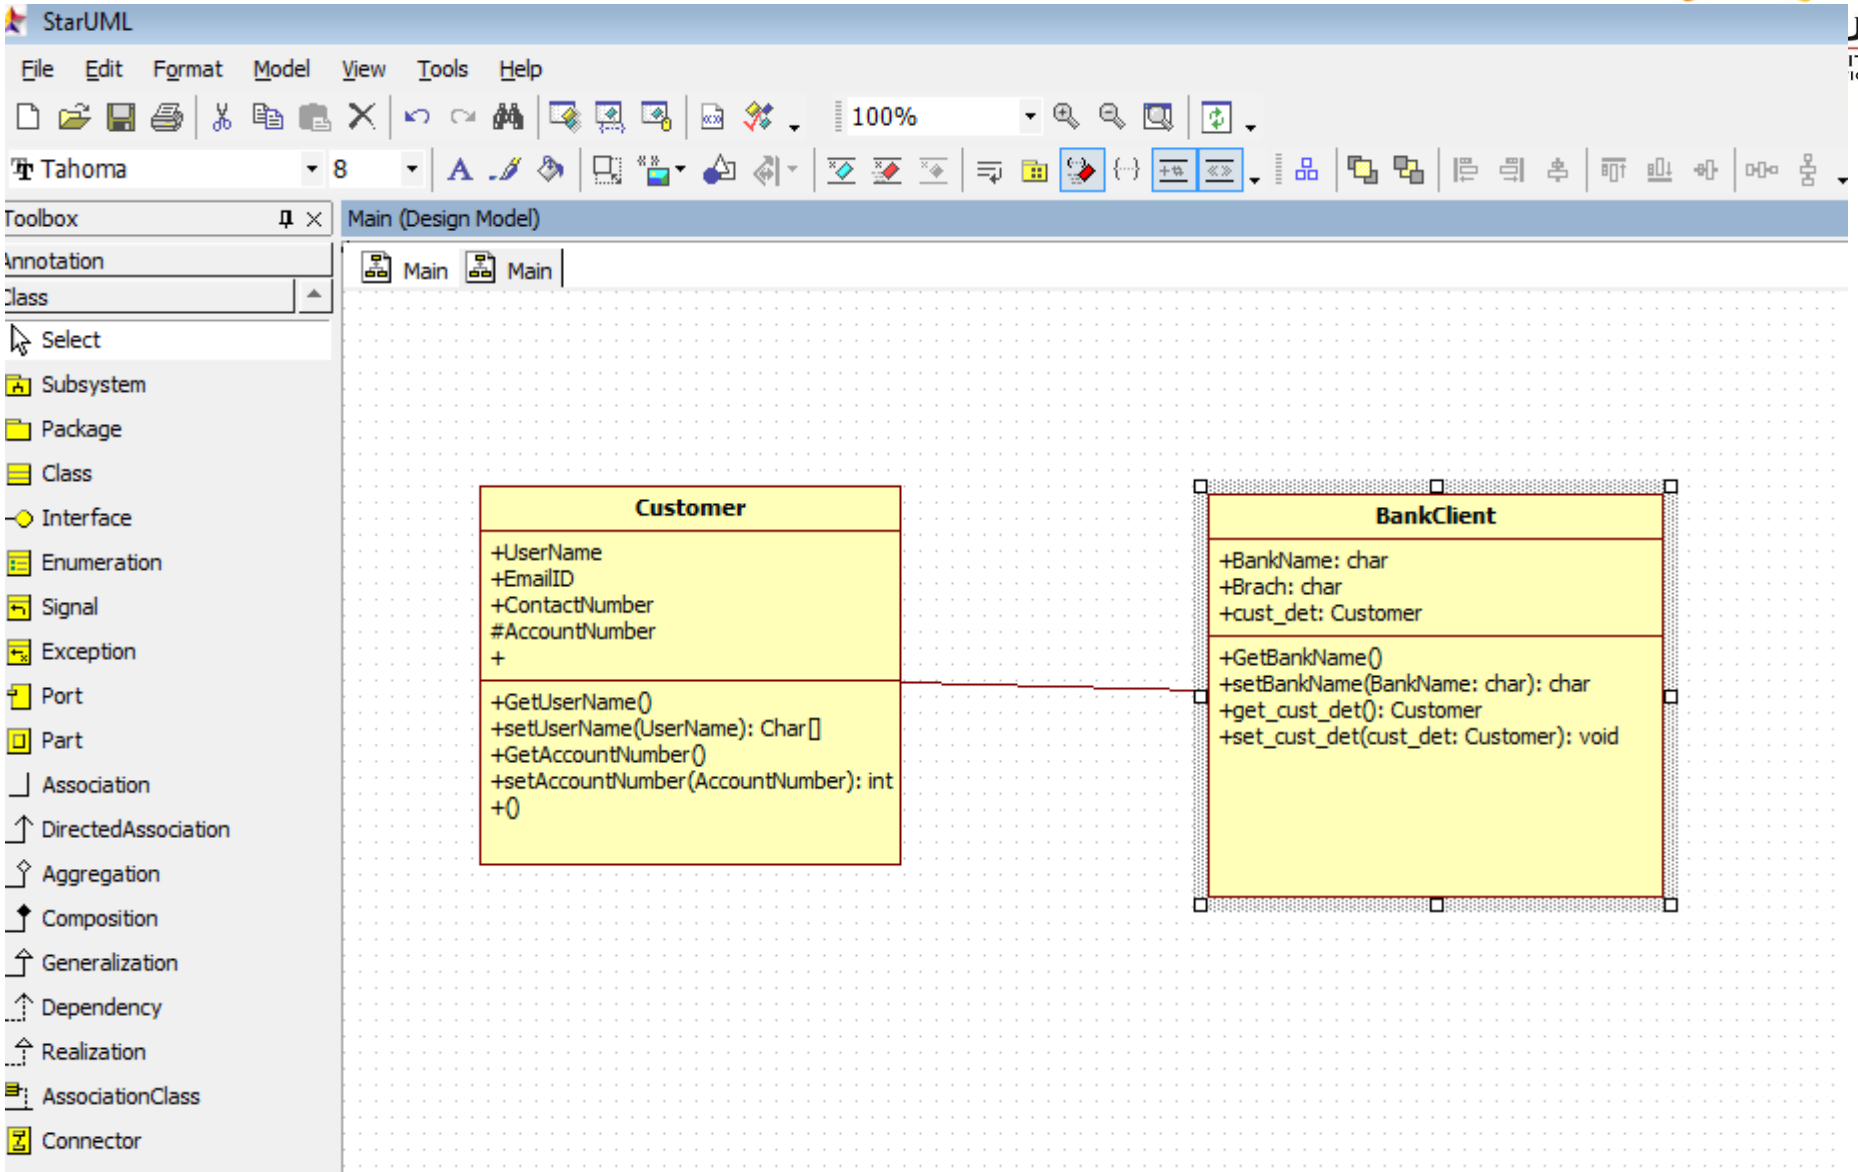 StarUML
File Edit Format Model View Tools Help
100%
Tahoma 8
Toolbox
Annotation
Class
Select
Subsystem
Package
Class
Interface
Enumeration
Signal
Exception
Port
Part
Association
DirectedAssociation
Aggregation
Composition
Generalization
Dependency
Realization
AssociationClass
Connector
Main (Design Model)
Main Main
Customer
+UserName
+EmailID
+ContactNumber
#AccountNumber
+
+GetUserName()
+setUserName(UserName): Char[]
+GetAccountNumber()
+setAccountNumber(AccountNumber): int
+()
BankClient
+BankName: char
+Brach: char
+cust_det: Customer
+GetBankName()
+setBankName(BankName: char): char
+get_cust_det(): Customer
+set_cust_det(cust_det: Customer): void